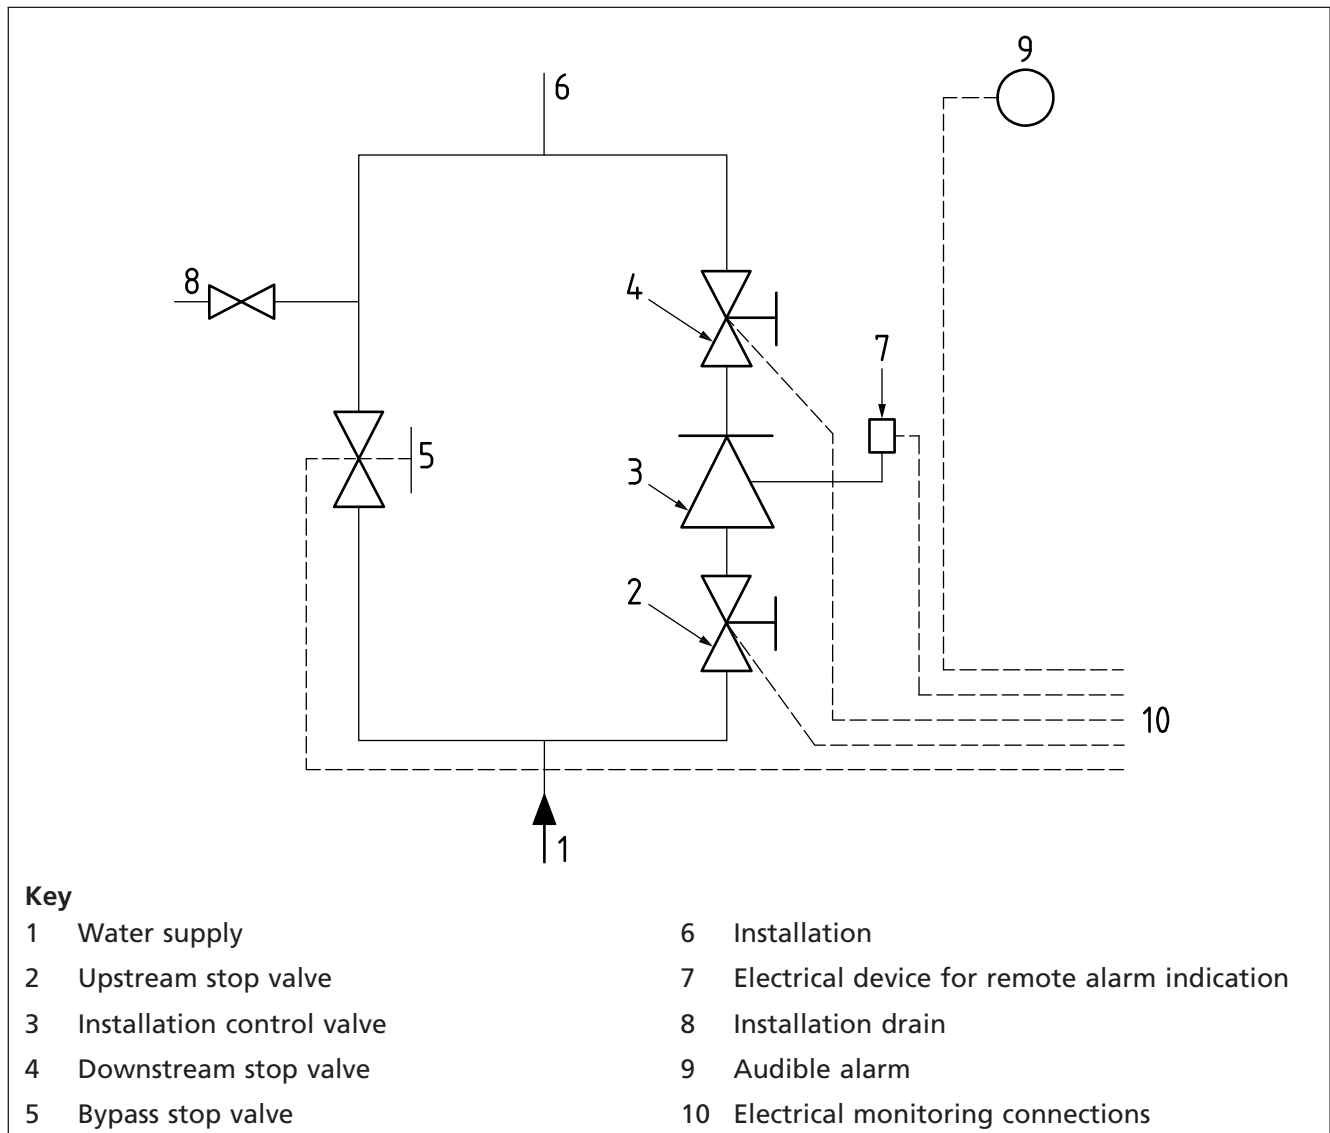 9
6
8
4
7
5
3
2
10
1
Key
1 Water supply
2 Upstream stop valve
3 Installation control valve
4 Downstream stop valve
5 Bypass stop valve
6 Installation
7 Electrical device for remote alarm indication
8 Installation drain
9 Audible alarm
10 Electrical monitoring connections